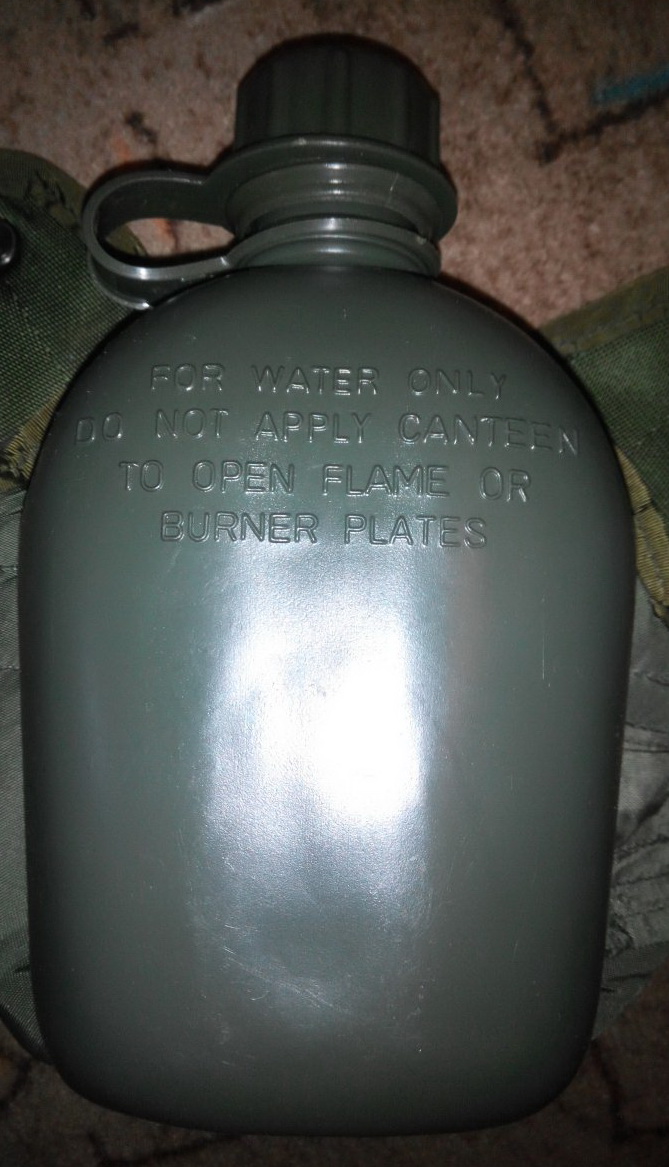 FOR WATER ONLY
DO NOT APPLY CANTEEN
TO OPEN FLAME OR
BURNER PLATES